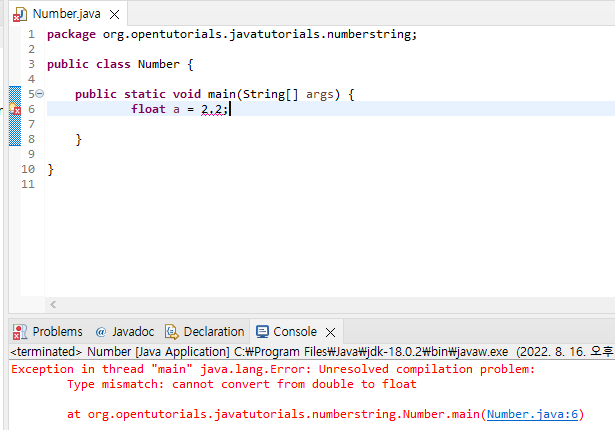 Number.java
1 package org.opentutorials.javatutorials.numberstring;
2
3 public class Number {
4
5 public static void main(String[] args) {
6 float a = 2.2;
7
8 }
9
10 }
11
Problems @ Javadoc Declaration Console
<terminated> Number [Java Application] C:₩Program Files₩Java₩jdk-18.0.2₩bin₩javaw.exe (2022. 8. 16. 오후
Exception in thread "main" java.lang.Error: Unresolved compilation problem:
Type mismatch: cannot convert from double to float
at org.opentutorials.javatutorials.numberstring.Number.main(Number.java:6)